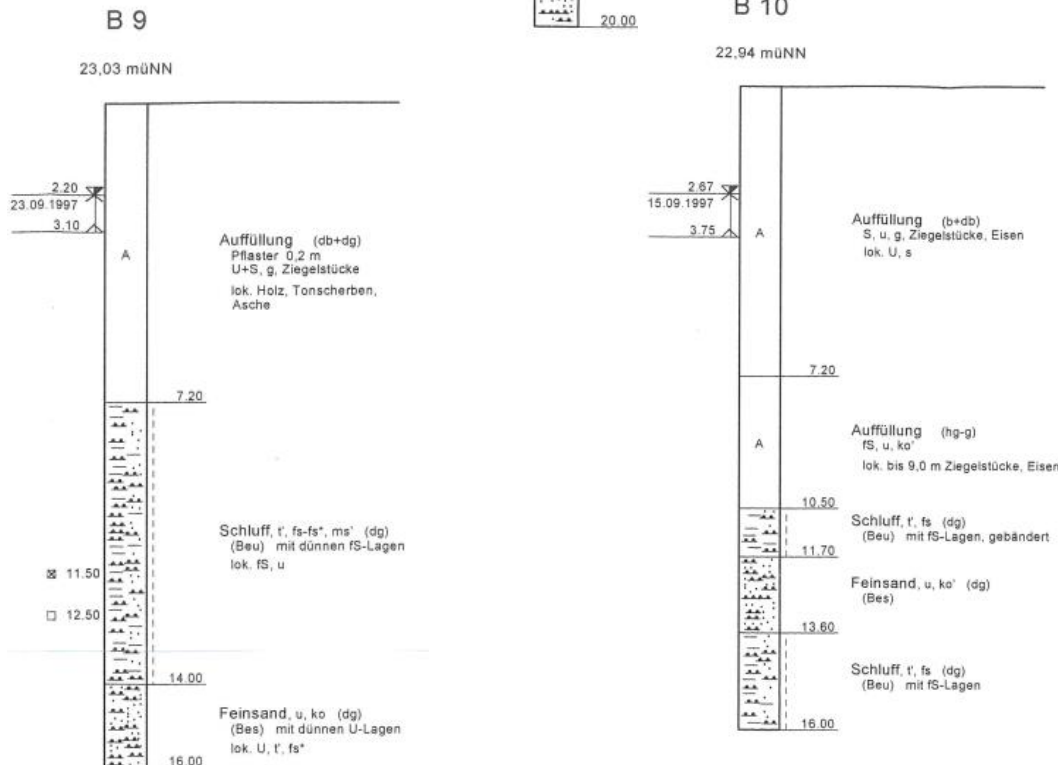 B 9
23,03 müNN
2.20
23.09.1997
3.10
A
Auffüllung (db+dg)
Pflaster 0,2 m
U+S, g, Ziegelstücke
lok. Holz, Tonscherben,
Asche
7.20
Schluff, t', fs-fs*, ms' (dg)
(Beu) mit dünnen fS-Lagen
lok. fS, u
11.50
12.50
14.00
Feinsand, u, ko (dg)
(Bes) mit dünnen U-Lagen
lok. U, t', fs*
16.00
20.00
B 10
22,94 müNN
2.67
15.09.1997
3.75
A
Auffüllung (b+db)
S, u, g, Ziegelstücke, Eisen
lok. U, s
7.20
A
Auffüllung (hg-g)
fS, u, ko'
lok. bis 9,0 m Ziegelstücke, Eisen
10.50
Schluff, t', fs (dg)
(Beu) mit fS-Lagen, gebändert
11.70
Feinsand, u, ko' (dg)
(Bes)
13.60
Schluff, t', fs (dg)
(Beu) mit fS-Lagen
16.00